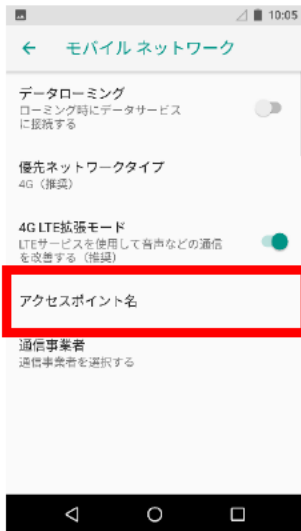 10:05
モバイル ネットワーク
データローミング
ローミング時にデータサービス
に接続する
優先ネットワークタイプ
4G（推奨）
4G LTE拡張モード
LTEサービスを使用して音声などの通信
を改善する（推奨）
アクセスポイント名
通信事業者
通信事業者を選択する